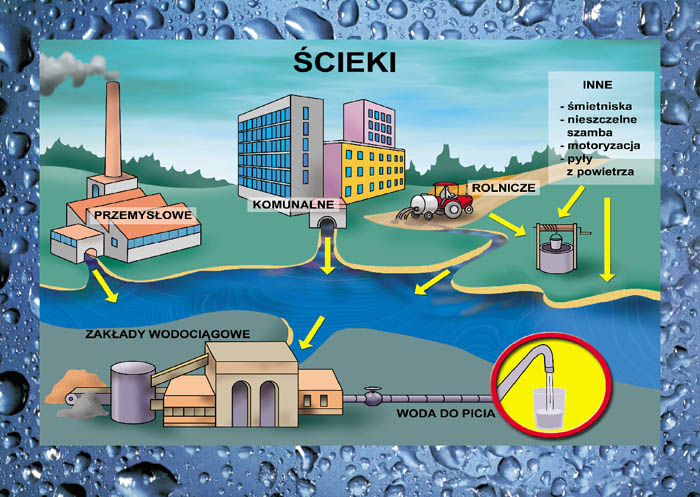 ŚCIEKI
INNE
- śmietniska
- nieszczelne
szamba
- motoryzacja
- pyły
z powietrza
PRZEMYSŁOWE
KOMUNALNE
ROLNICZE
ZAKŁADY WODOCIĄGOWE
WODA DO PICIA